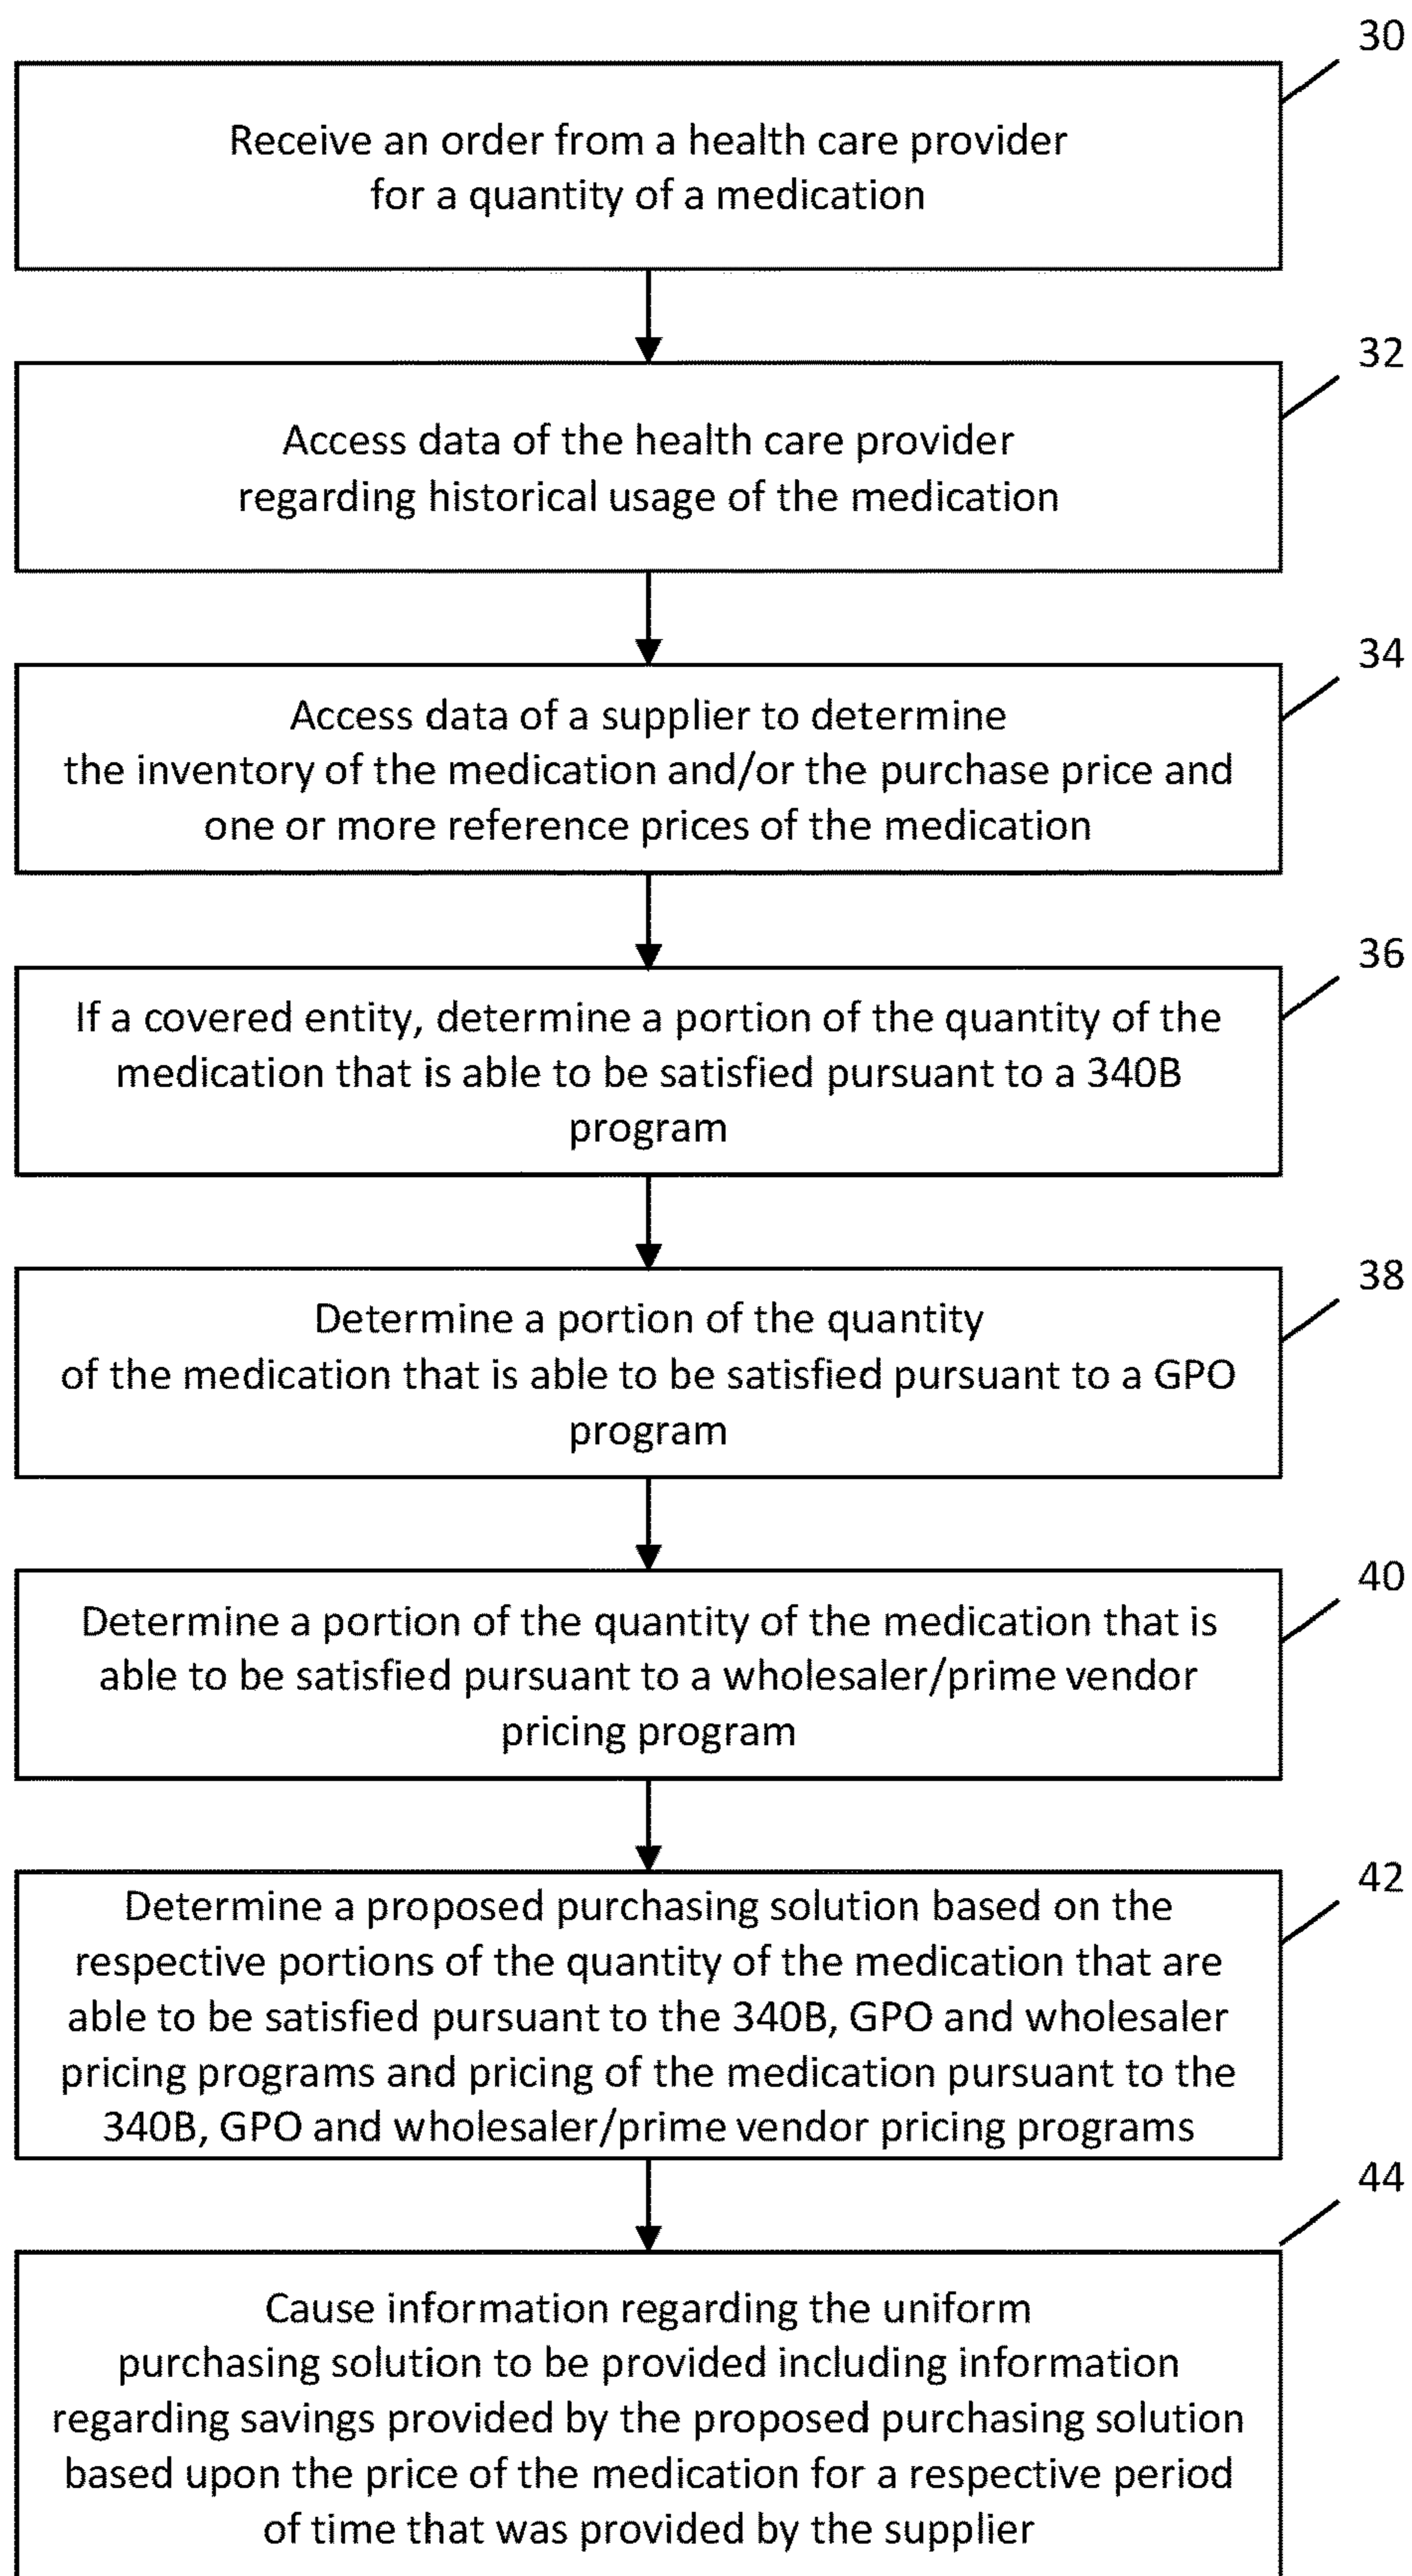 30
Receive an order from a health care provider
for a quantity of a medication
32
Access data of the health care provider
regarding historical usage of the medication
34
Access data of a supplier to determine
the inventory of the medication and/or the purchase price and
one or more reference prices of the medication
36
If a covered entity, determine a portion of the quantity of the
medication that is able to be satisfied pursuant to a 340B
program
38
Determine a portion of the quantity
of the medication that is able to be satisfied pursuant to a GPO
program
40
Determine a portion of the quantity of the medication that is
able to be satisfied pursuant to a wholesaler/prime vendor
pricing program
42
Determine a proposed purchasing solution based on the
respective portions of the quantity of the medication that are
able to be satisfied pursuant to the 340B, GPO and wholesaler
pricing programs and pricing of the medication pursuant to the
340B, GPO and wholesaler/prime vendor pricing programs
44
Cause information regarding the uniform
purchasing solution to be provided including information
regarding savings provided by the proposed purchasing solution
based upon the price of the medication for a respective period
of time that was provided by the supplier